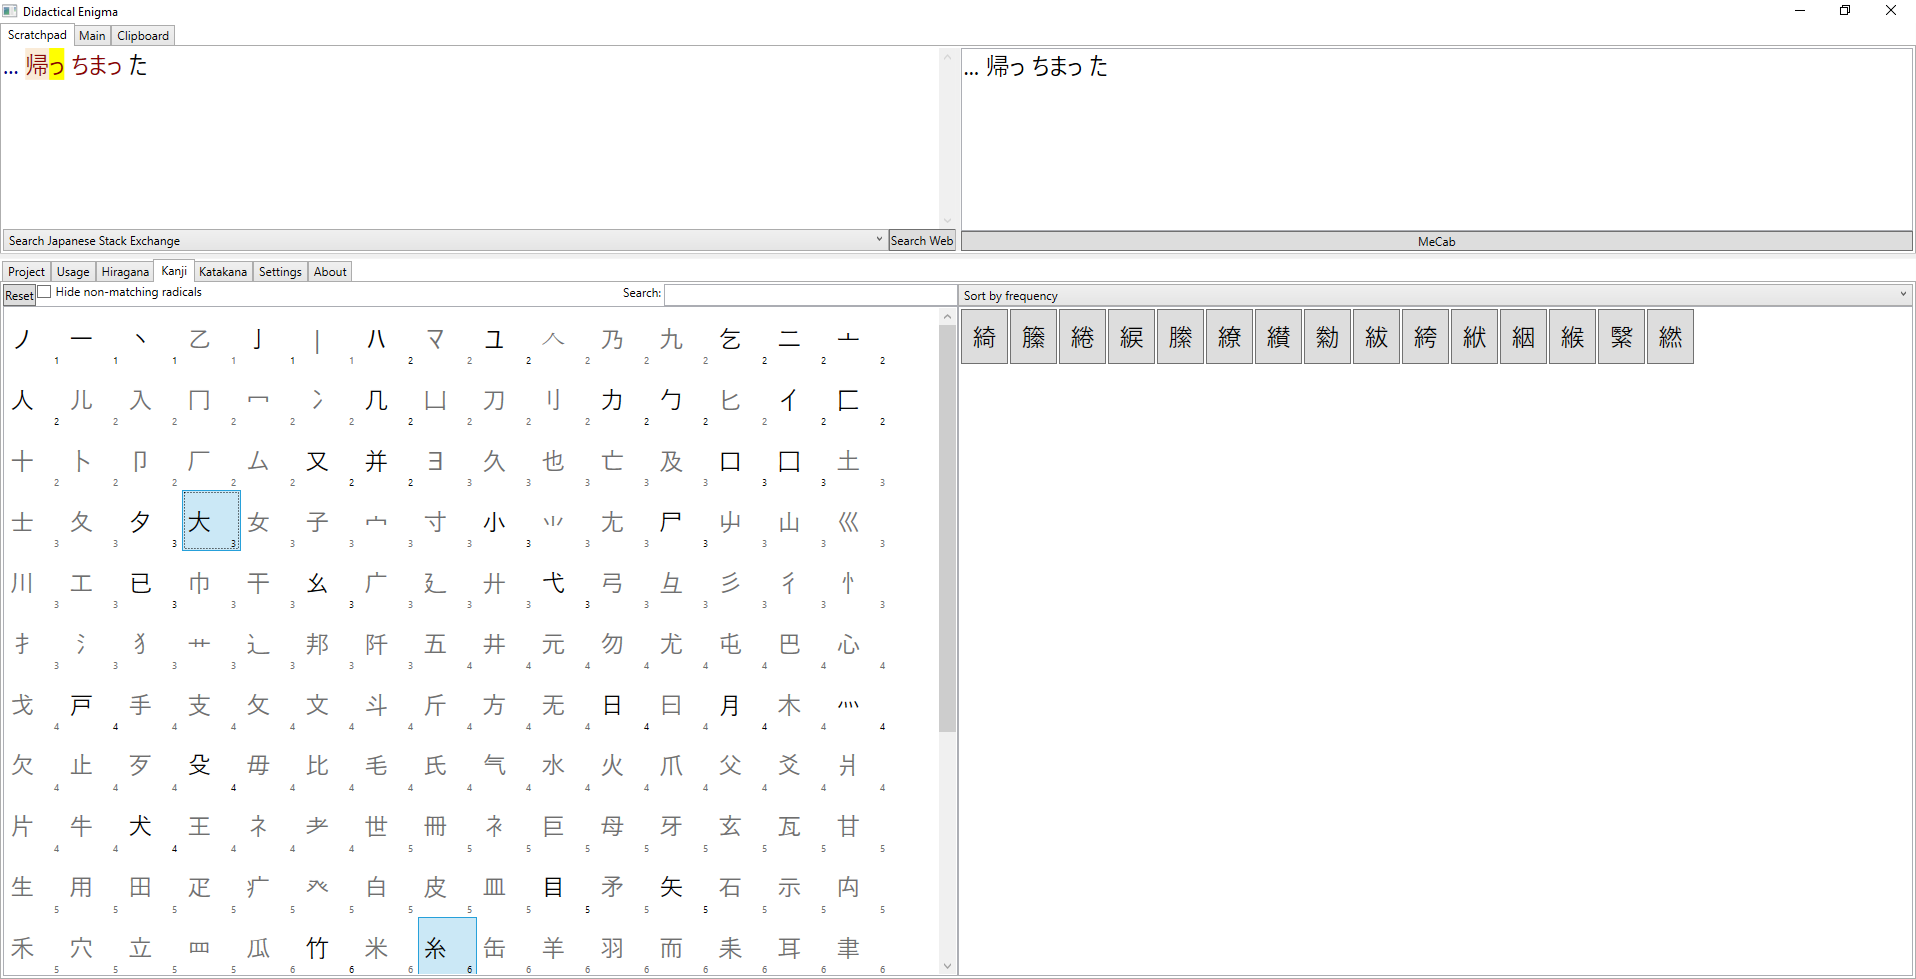 Didactical Enigma
Scratchpad Main Clipboard
... 帰っ ちまっ た
... 帰っ ちまっ た
Search Japanese Stack Exchange Search Web
MeCab
Project Usage Hiragana Kanji Katakana Settings About
Reset Hide non-matching radicals Search: Sort by frequency
綺 籐 綣 綟 縢 繚 纉 勠 紱 絝 紎 絪 緱 繄 繎
ノ 一 丶 乙 亅 | 八 マ ユ 𠆢 乃 九 乞 二 亠
1 1 1 1 1 1 2 2 2 2 2 2 2 2
人 儿 入 冂 冖 冫 几 凵 刀 刂 力 勹 匕 亻 匚
2 2 2 2 2 2 2 2 2 2 2 2 2 2 2
十 卜 卩 厂 厶 又 并 ヨ 久 也 亡 及 口 囗 土
2 2 2 2 2 2 2 3 3 3 3 3 3 3 3
士 夂 夕 大 女 子 宀 寸 小 ⺌ 尢 尸 屮 山 巛
3 3 3 3 3 3 3 3 3 3 3 3 3 3 3
川 工 已 巾 干 幺 广 廴 廾 弋 弓 彑 彡 彳 忄
3 3 3 3 3 3 3 3 3 3 3 3 3 3 3
扌 氵 犭 艹 辶 邦 阡 五 井 元 勿 尤 屯 巴 心
3 3 3 3 3 3 3 4 4 4 4 4 4 4 4
戈 戸 手 支 攵 文 斗 斤 方 无 日 曰 月 木 灬
4 4 4 4 4 4 4 4 4 4 4 4 4 4 4
欠 止 歹 殳 毋 比 毛 氏 气 水 火 爪 父 爻 爿
4 4 4 4 4 4 4 4 4 4 4 4 4 4 4
片 牛 犬 王 礻 耂 世 冊 衤 巨 母 牙 玄 瓦 甘
4 4 4 4 4 4 5 5 5 5 5 5 5 5 5
生 用 田 疋 疒 癶 白 皮 皿 目 矛 矢 石 示 禸
5 5 5 5 5 5 5 5 5 5 5 5 5 5 5
禾 穴 立 罒 瓜 竹 米 糸 缶 羊 羽 而 耒 耳 聿
5 5 5 5 6 6 6 6 6 6 6 6 6 6 6